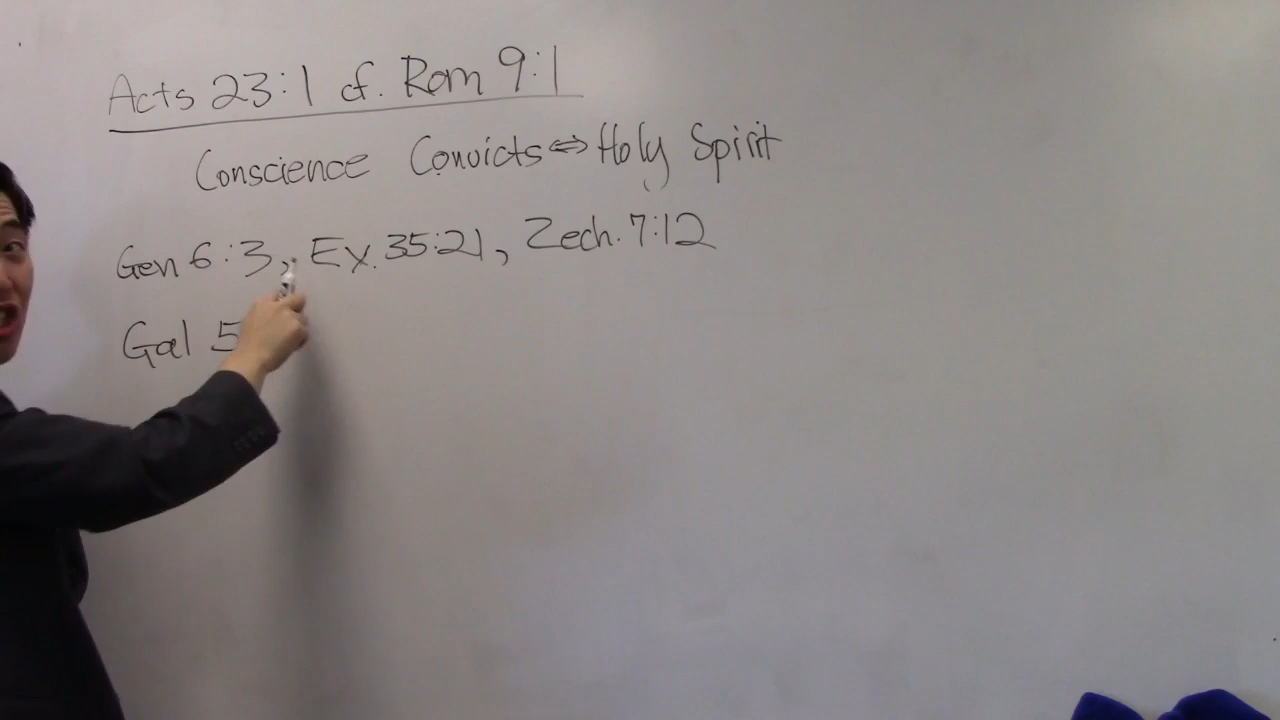 Acts 23:1 cf. Rom 9:1
Conscience Convicts ⇔ Holy Spirit
Gen 6:3, Ex. 35:21, Zech. 7:12
Gal 5